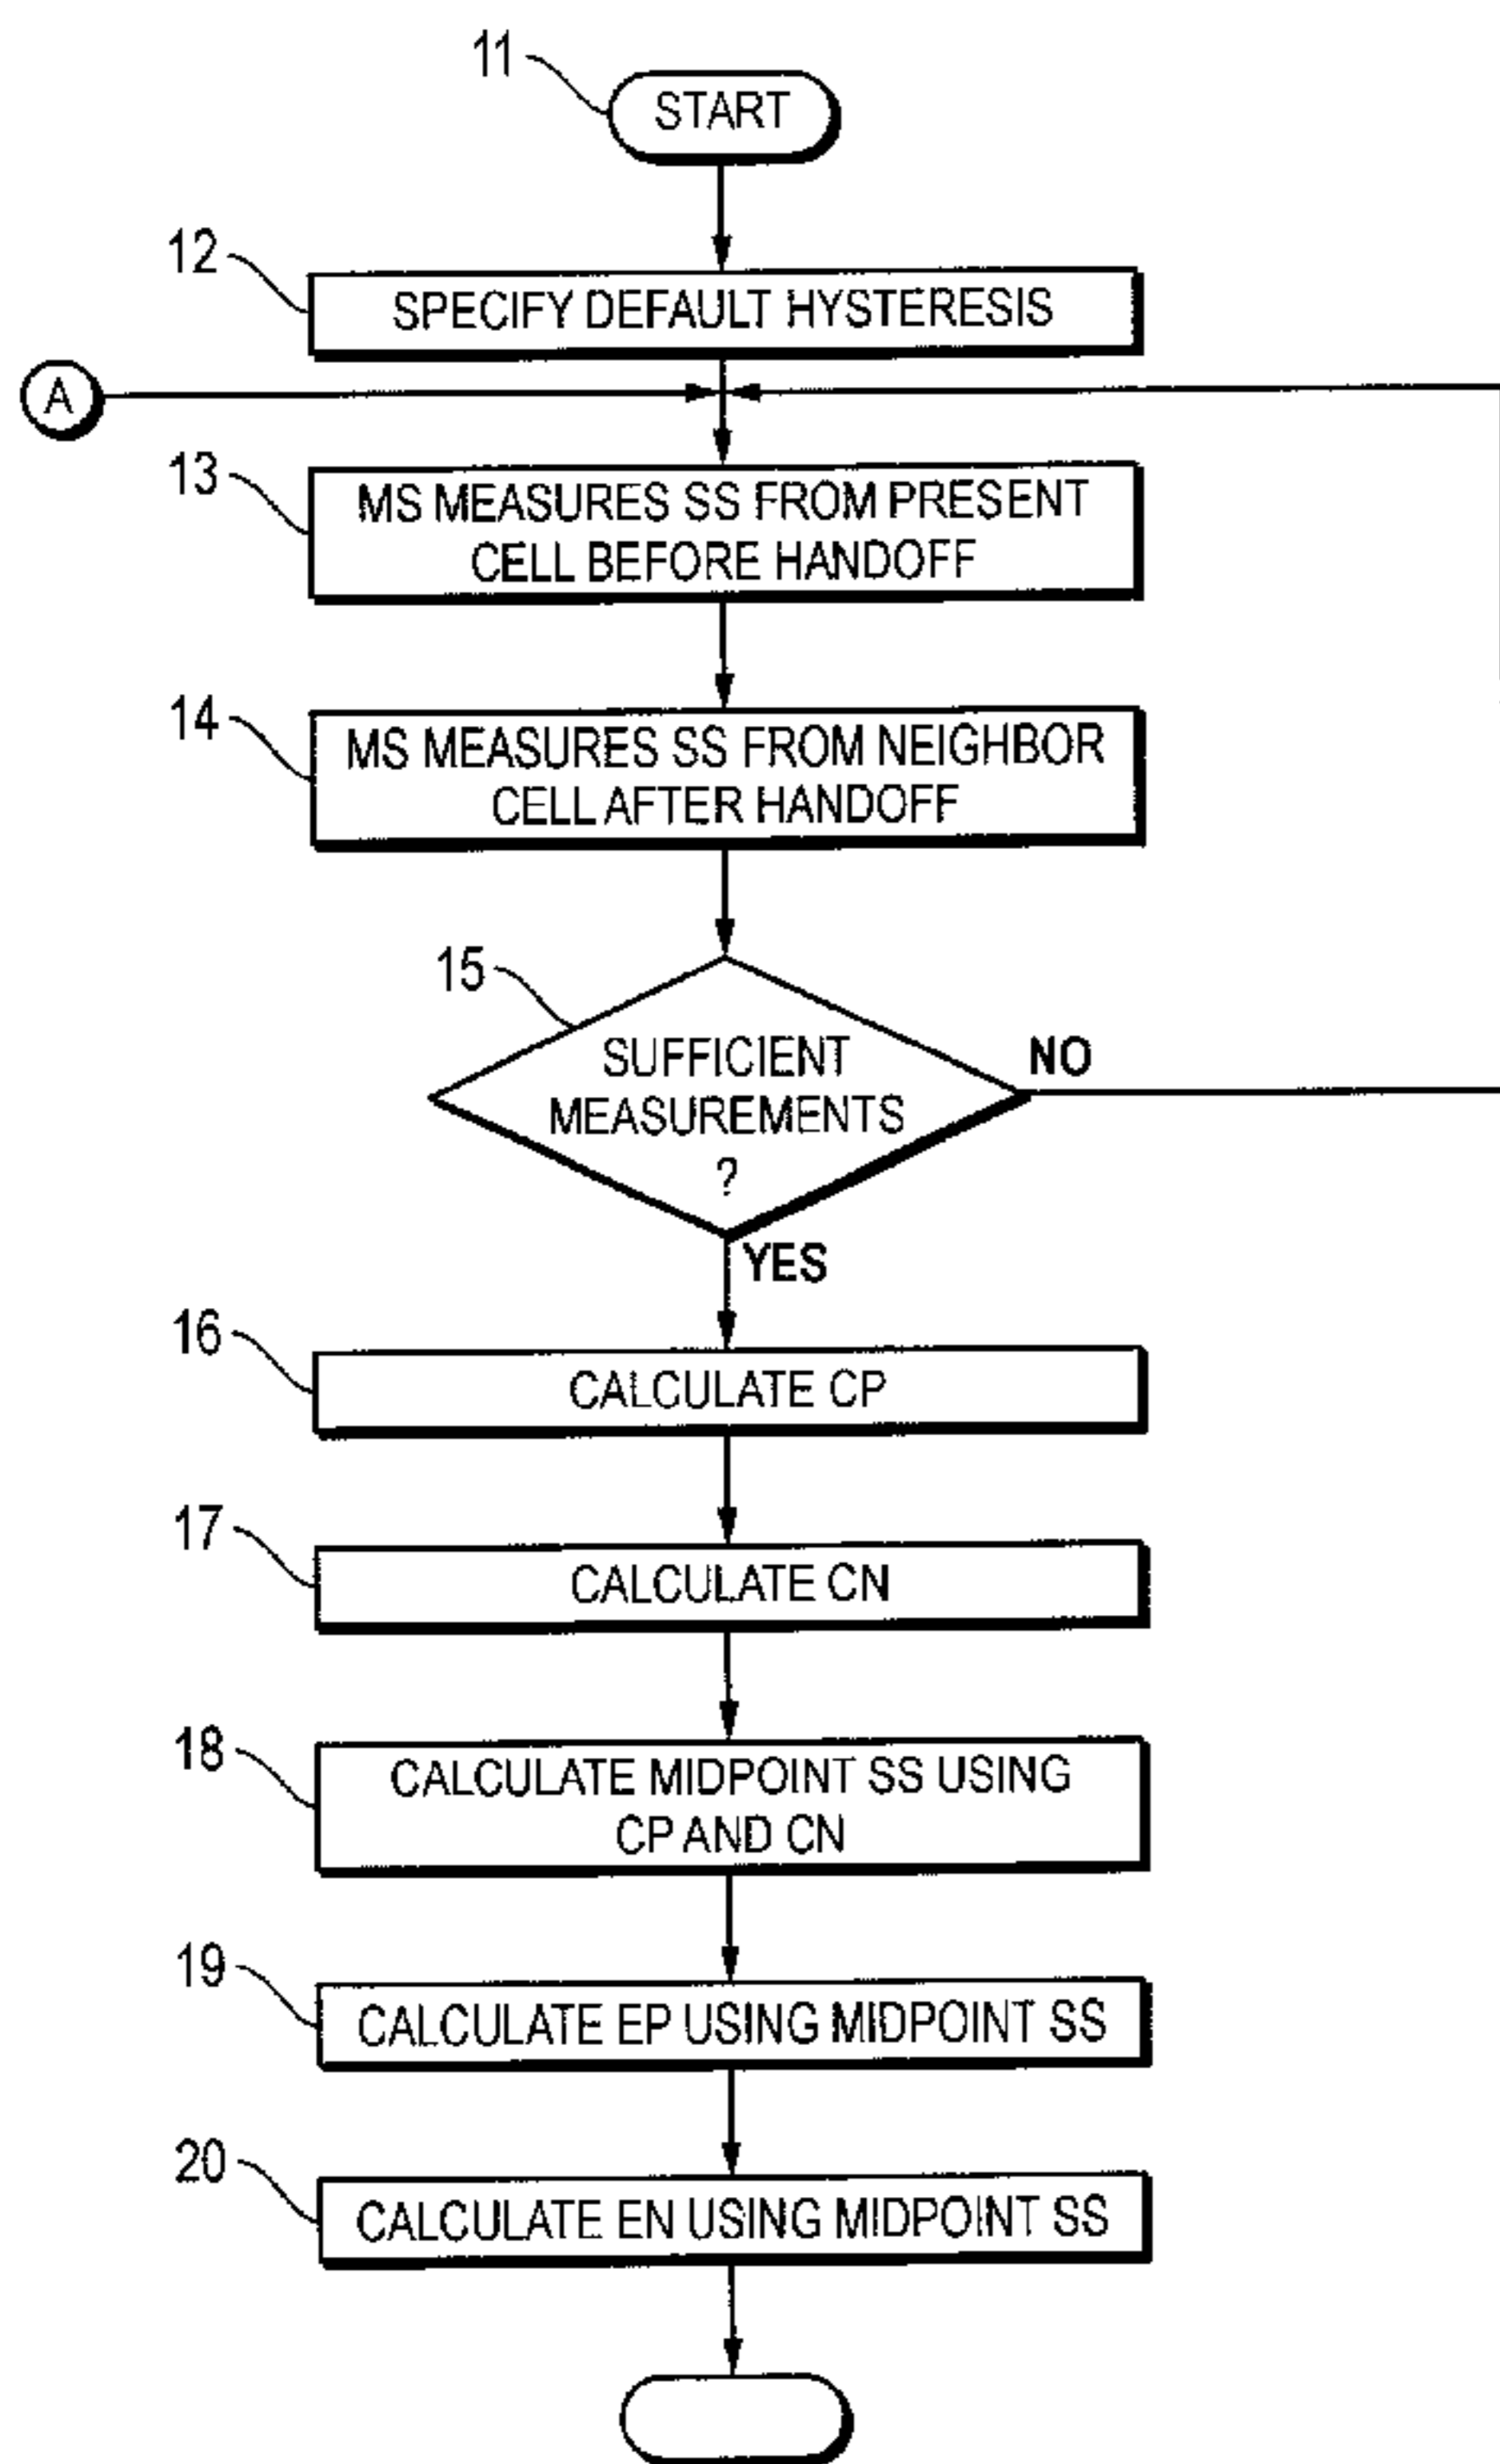 11
START
12
SPECIFY DEFAULT HYSTERESIS
A
13
MS MEASURES SS FROM PRESENT
CELL BEFORE HANDOFF
14
MS MEASURES SS FROM NEIGHBOR
CELL AFTER HANDOFF
15
SUFFICIENT
MEASUREMENTS
?
NO
YES
16
CALCULATE CP
17
CALCULATE CN
18
CALCULATE MIDPOINT SS USING
CP AND CN
19
CALCULATE EP USING MIDPOINT SS
20
CALCULATE EN USING MIDPOINT SS